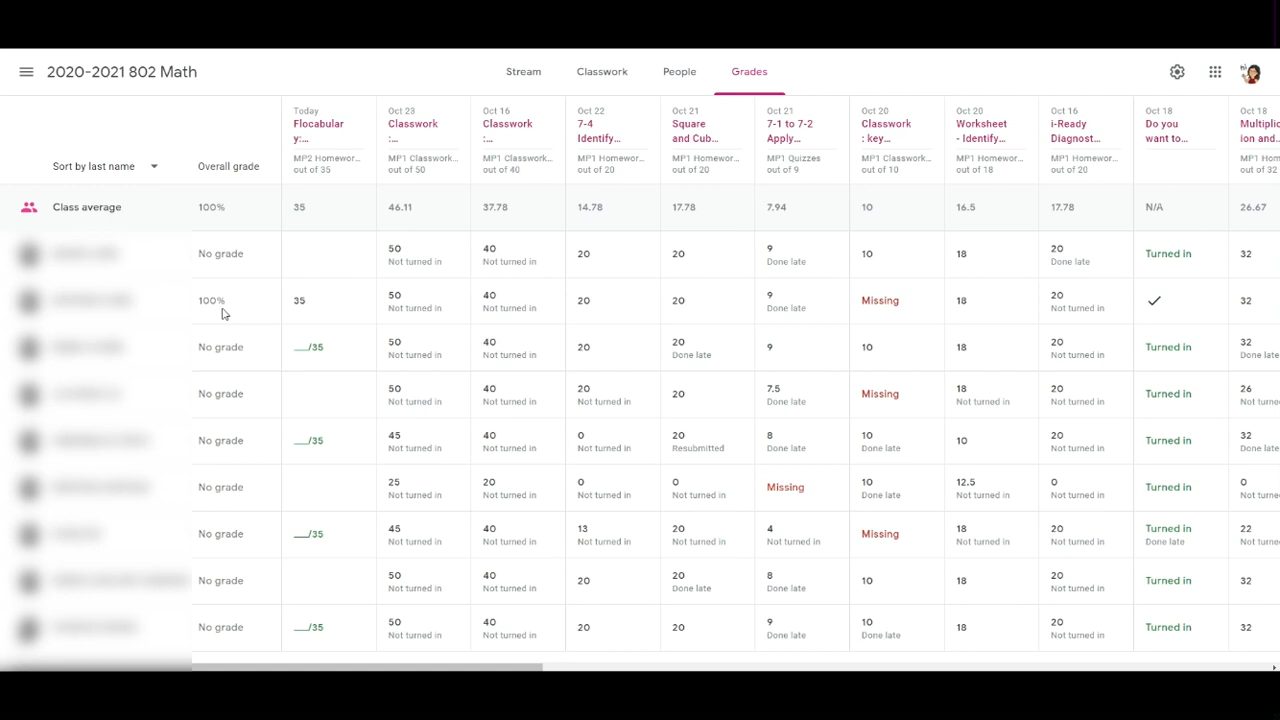 2020-2021 802 Math
Stream Classwork People Grades
Today Oct 23 Oct 16 Oct 22 Oct 21 Oct 21 Oct 20 Oct 20 Oct 16 Oct 18 Oct 18
Flocabular Classwork Classwork 7-4 Square 7-1 to 7-2 Classwork Worksheet i-Ready Do you Multiplic
y:... :... :... Identify... and Cub... Apply... : key... - Identify... Diagnost... want to... ion and...
MP2 Homewor... MP1 Classwork... MP1 Classwork... MP1 Homewor... MP1 Homewor... MP1 Quizzes MP1 Classwork... MP1 Homewor... MP1 Homewor... MP1 Homewor...
Sort by last name Overall grade out of 35 out of 50 out of 40 out of 20 out of 20 out of 9 out of 10 out of 18 out of 20 out of 32
Class average 100% 35 46.11 37.78 14.78 17.78 7.94 10 16.5 17.78 N/A 26.67
No grade 50 40 20 20 9 10 18 20 Turned in 32
Not turned in Not turned in Done late Done late
100% 35 50 40 20 20 9 Missing 18 20 32
Not turned in Not turned in Done late Not turned in
No grade __/35 50 40 20 20 9 10 18 20 Turned in 32
Not turned in Not turned in Done late Not turned in Done late
No grade 50 40 20 20 7.5 Missing 18 20 Turned in 26
Not turned in Not turned in Not turned in Done late Not turned in Not turned in Not turned in
No grade __/35 45 40 0 20 8 10 10 20 Turned in 32
Not turned in Not turned in Not turned in Resubmitted Done late Done late Not turned in Done late
No grade 25 20 0 0 Missing 10 12.5 0 Turned in 0
Not turned in Not turned in Not turned in Not turned in Done late Not turned in Not turned in Not tur
No grade __/35 45 40 13 20 4 Missing 18 20 Turned in 22
Not turned in Not turned in Not turned in Not turned in Not turned in Not turned in Not turned in Done late Not tur
No grade 50 40 20 20 8 10 18 20 Turned in 32
Not turned in Not turned in Done late Done late Not turned in
No grade __/35 50 40 20 20 9 10 18 20 Turned in 32
Not turned in Not turned in Done late Done late Not turned in